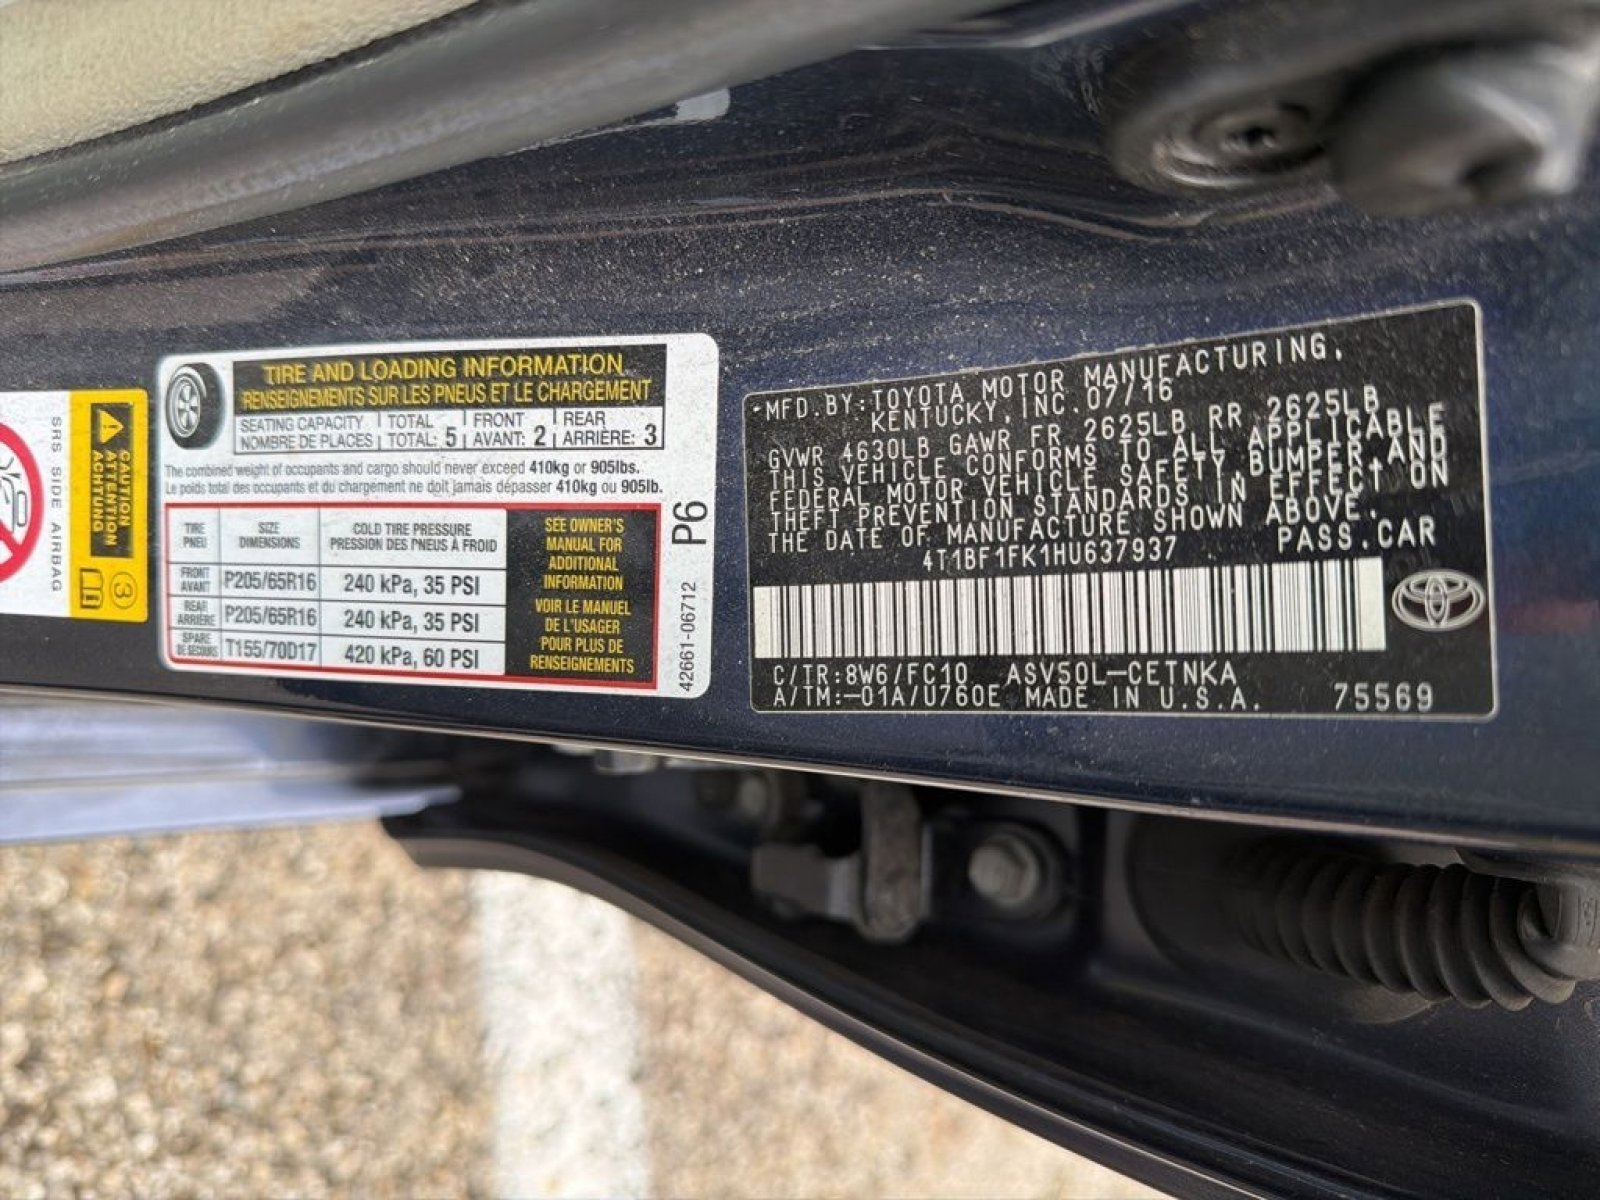 SRS SIDE AIRBAG
CAUTION
ATTENTION
ACHTUNG
3
TIRE AND LOADING INFORMATION
RENSEIGNEMENTS SUR LES PNEUS ET LE CHARGEMENT
SEATING CAPACITY TOTAL FRONT REAR
NOMBRE DE PLACES TOTAL: 5 AVANT: 2 ARRIÈRE: 3
The combined weight of occupants and cargo should never exceed 410kg or 905lbs.
Le poids total des occupants et du chargement ne doit jamais dépasser 410kg ou 905lb.
TIRE SIZE COLD TIRE PRESSURE
PNEU DIMENSIONS PRESSION DES PNEUS À FROID
FRONT
AVANT P205/65R16 240 kPa, 35 PSI
REAR
ARRIÈRE P205/65R16 240 kPa, 35 PSI
SPARE
DE SECOURS T155/70D17 420 kPa, 60 PSI
SEE OWNER'S
MANUAL FOR
ADDITIONAL
INFORMATION
VOIR LE MANUEL
DE L'USAGER
POUR PLUS DE
RENSEIGNEMENTS
P6
42661-06712
MFD.BY:TOYOTA MOTOR MANUFACTURING,
KENTUCKY,INC.07/16
GVWR 4630LB GAWR FR 2625LB RR 2625LB
THIS VEHICLE CONFORMS TO ALL APPLICABLE
FEDERAL MOTOR VEHICLE SAFETY,BUMPER,AND
THEFT PREVENTION STANDARDS IN EFFECT ON
THE DATE OF MANUFACTURE SHOWN ABOVE.
4T1BF1FK1HU637937 PASS.CAR
C/TR:8W6/FC10 ASV50L-CETNKA
A/TM:-01A/U760E MADE IN U.S.A. 75569